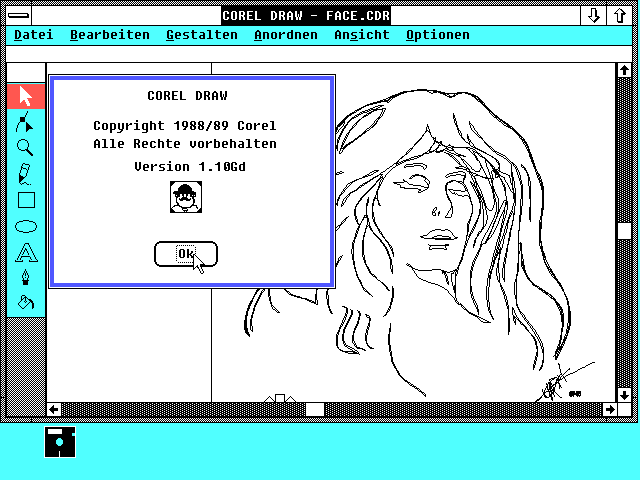 COREL DRAW - FACE.CDR
Datei Bearbeiten Gestalten Anordnen Ansicht Optionen
COREL DRAW
Copyright 1988/89 Corel
Alle Rechte vorbehalten
Version 1.10Gd
Ok